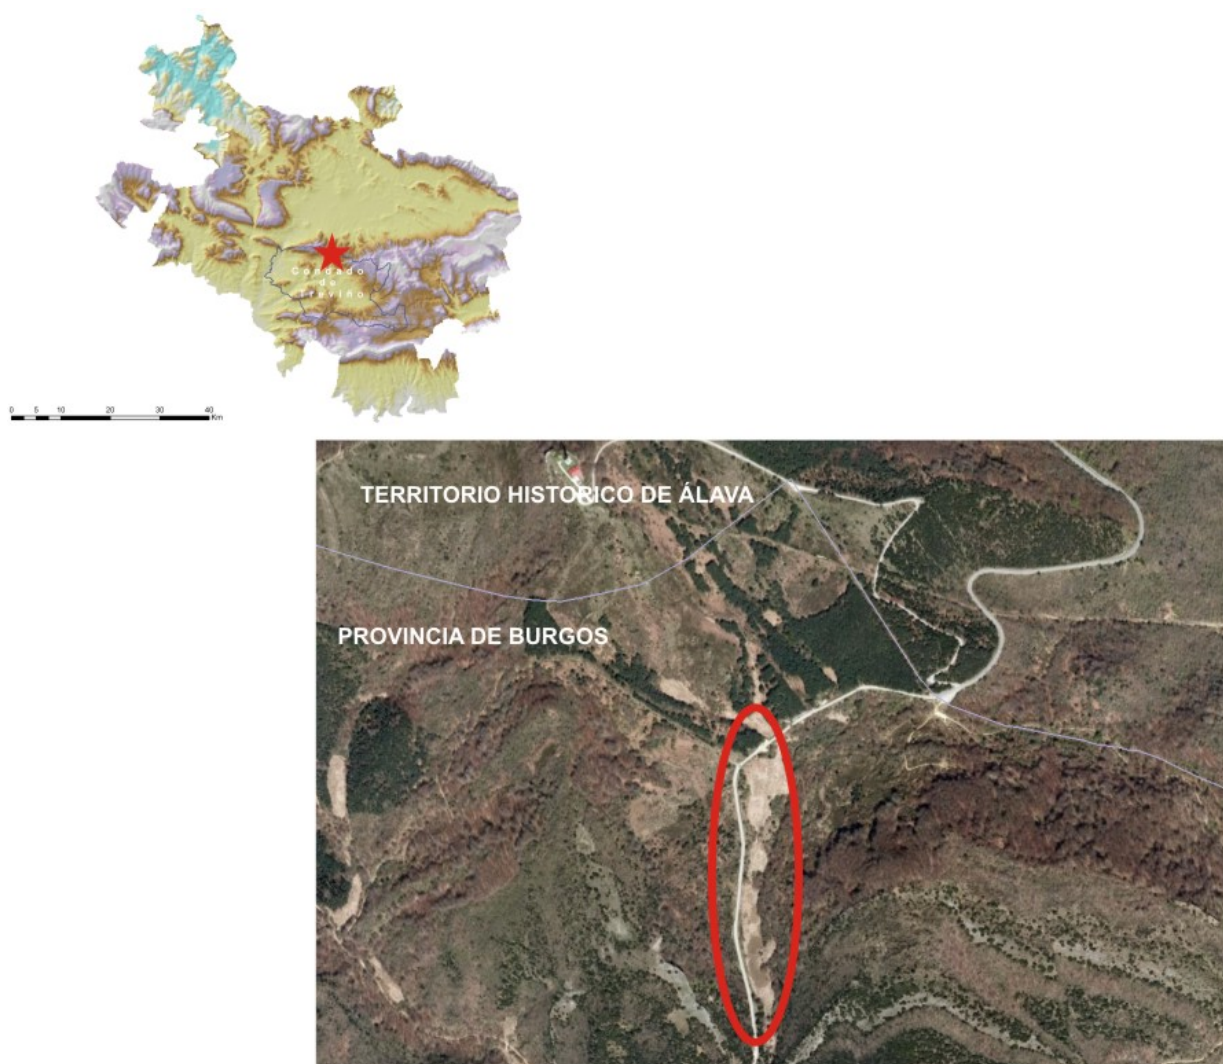 Condado
de
Treviño
0 5 10 20 30 40
Km
TERRITORIO HISTORICO DE ÁLAVA
PROVINCIA DE BURGOS